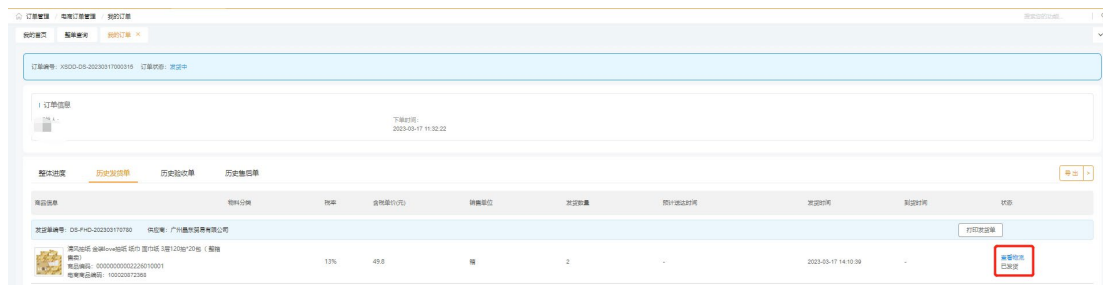 订单管理 电商订单管理 我的订单
我的首页 整单查询 我的订单 ×
订单编号：XSDD-DS-20230317000315 订单状态：发货中
订单信息
下单时间：
2023-03-17 11:32:22
整体进度 历史发货单 历史验收单 历史售后单 导出
商品信息 物料分类 税率 含税单价(元) 销售单位 发货数量 预计送达时间 发货时间 到货时间 状态
发货单编号：DS-FHD-202303170760 供应商：广州晶东贸易有限公司 打印发货单
清风抽纸 金装love抽纸 纸巾 面巾纸 3层120抽*20包（整箱
售卖） 查看物流
商品编码：00000000002226010001 13% 49.8 箱 2 - 2023-03-17 14:10:39 - 已发货
电商商品编码：100020872368